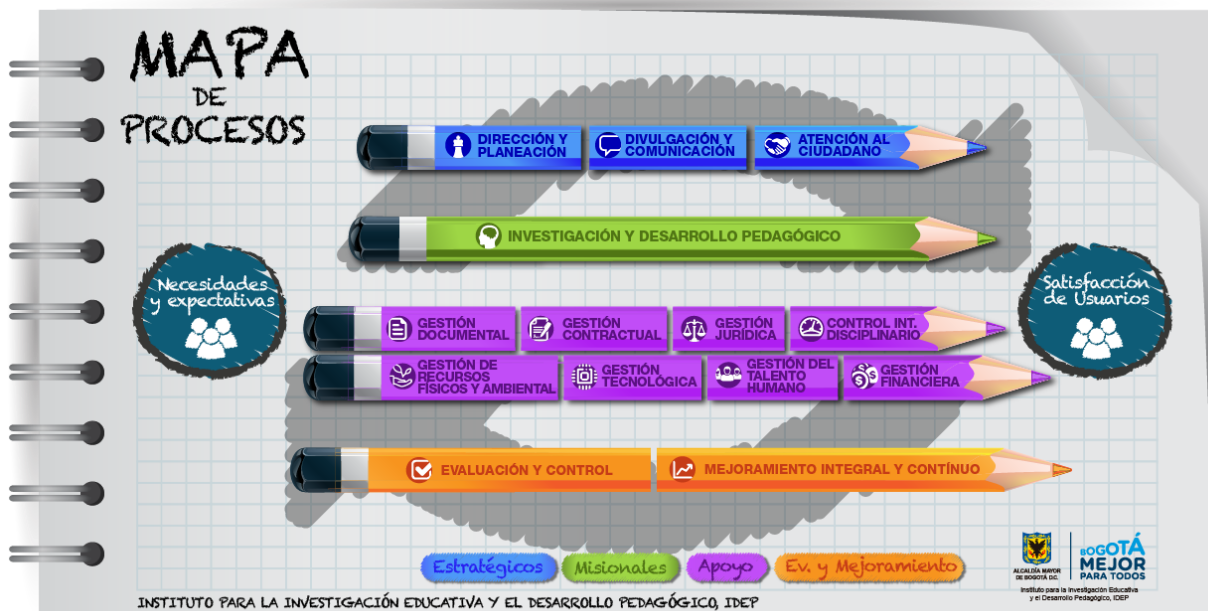 MAPA
DE
PROCESOS
DIRECCIÓN Y
PLANEACIÓN
DIVULGACIÓN Y
COMUNICACIÓN
ATENCIÓN AL
CIUDADANO
INVESTIGACIÓN Y DESARROLLO PEDAGÓGICO
Necesidades
y expectativas
Satisfacción
de Usuarios
GESTIÓN
DOCUMENTAL
GESTIÓN
CONTRACTUAL
GESTIÓN
JURÍDICA
CONTROL INT.
DISCIPLINARIO
GESTIÓN DE
RECURSOS
FÍSICOS Y AMBIENTAL
GESTIÓN
TECNOLÓGICA
GESTIÓN DEL
TALENTO
HUMANO
GESTIÓN
FINANCIERA
EVALUACIÓN Y CONTROL
MEJORAMIENTO INTEGRAL Y CONTÍNUO
Estratégicos
Misionales
Apoyo
Ev. y Mejoramiento
ALCALDÍA MAYOR
DE BOGOTÁ D.C.
BOGOTÁ
MEJOR
PARA TODOS
Instituto para la Investigación Educativa
y el Desarrollo Pedagógico, IDEP
INSTITUTO PARA LA INVESTIGACIÓN EDUCATIVA Y EL DESARROLLO PEDAGÓGICO, IDEP